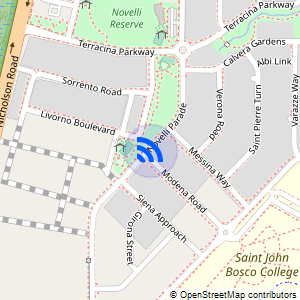 Novelli
Reserve
Terracina Parkway
Terracina Parkway
Calvera Gardens
Albi Link
Nicholson Road
Sorrento Road
Livorno Boulevard
Novelli Parade
Verona Road
Saint Pierre Turn
Varazze Way
Messina Way
Modena Road
Siena Approach
Girona Street
Saint John
Bosco College
© OpenStreetMap contributors